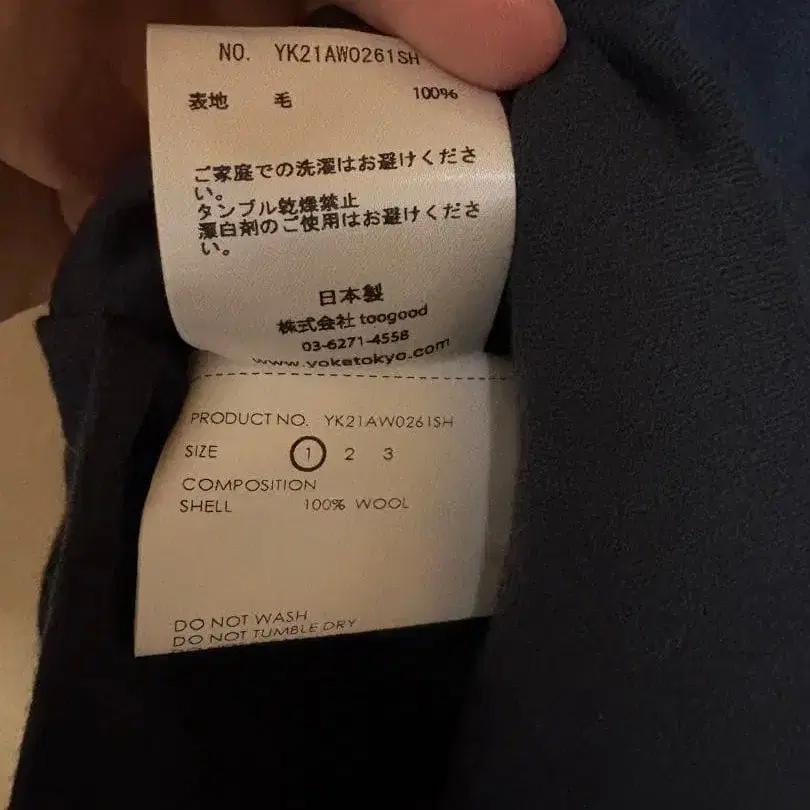 NO. YK21AW0261SH
表地 毛 100%
ご家庭での洗濯はお避けくださ
い。
タンブル乾燥禁止
漂白剤のご使用はお避けくださ
い。
日本製
株式会社 toogood
03-6271-4558
www.yoketokyo.com
PRODUCT NO. YK21AW0261SH
SIZE 1 2 3
COMPOSITION
SHELL 100% WOOL
DO NOT WASH
DO NOT TUMBLE DRY